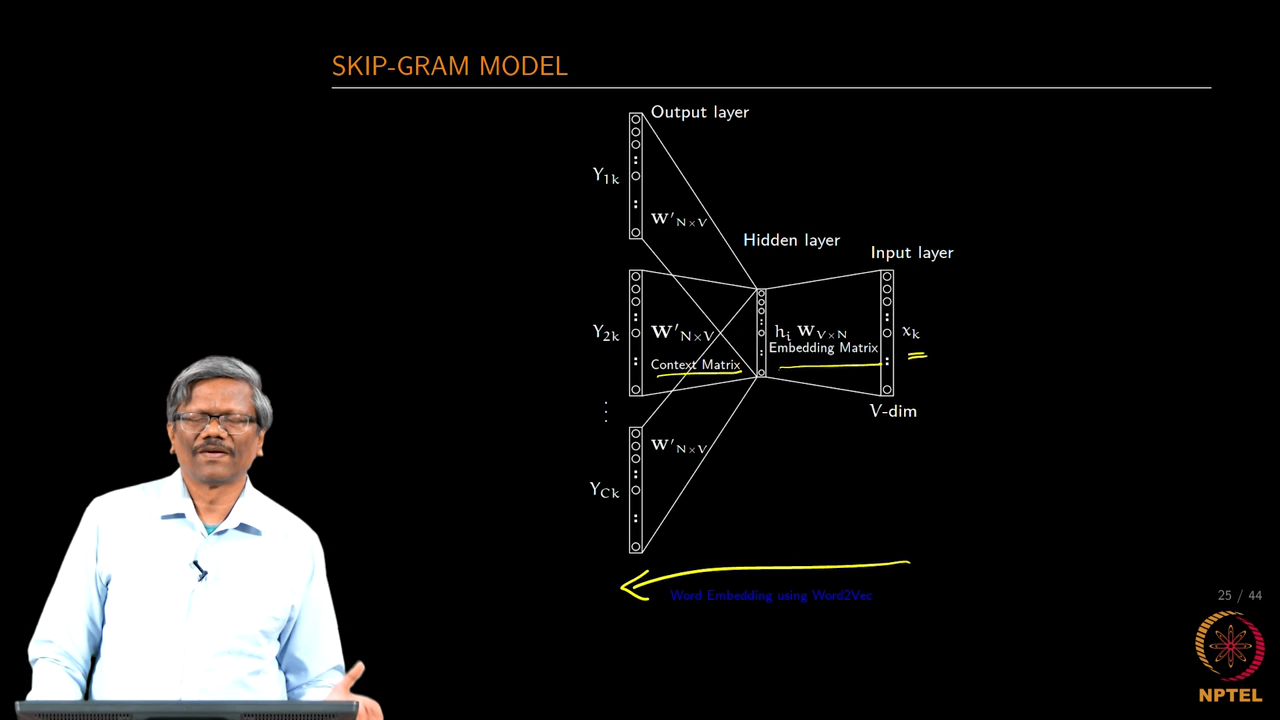 SKIP-GRAM MODEL
Output layer
Y1k
W'N×V
Hidden layer
Input layer
Y2k
W'N×V
hi WV×N
xk
Context Matrix
Embedding Matrix
V-dim
W'N×V
YCk
Word Embedding using Word2Vec
25 / 44
NPTEL